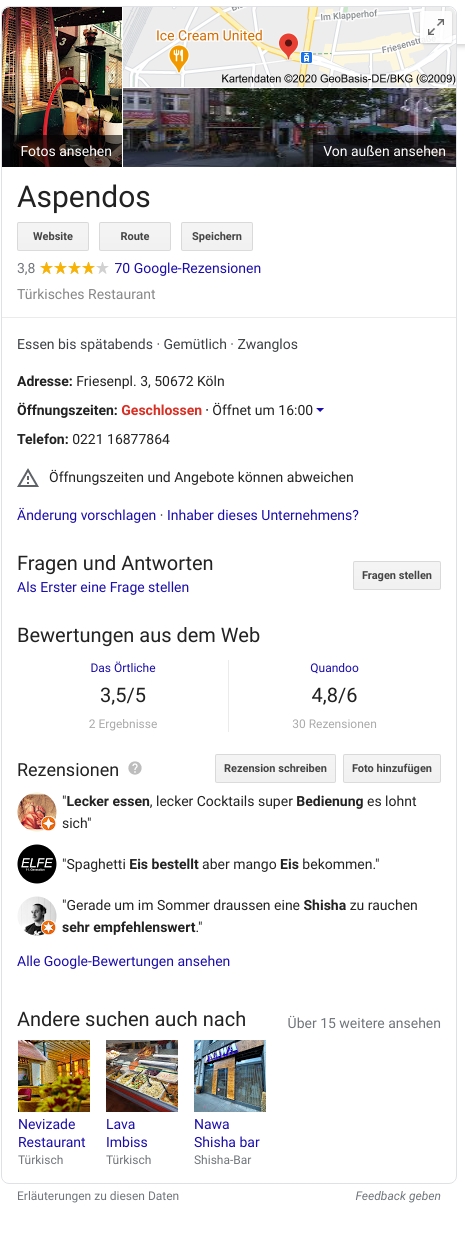 Im Klapperhof
Ice Cream United
Friesenst
Kartendaten ©2020 GeoBasis-DE/BKG (©2009)
3
Fotos ansehen
Von außen ansehen
Aspendos
Website
Route
Speichern
3,8 70 Google-Rezensionen
Türkisches Restaurant
Essen bis spätabends · Gemütlich · Zwanglos
Adresse: Friesenpl. 3, 50672 Köln
Öffnungszeiten: Geschlossen · Öffnet um 16:00
Telefon: 0221 16877864
Öffnungszeiten und Angebote können abweichen
Änderung vorschlagen · Inhaber dieses Unternehmens?
Fragen und Antworten
Als Erster eine Frage stellen
Fragen stellen
Bewertungen aus dem Web
Das Örtliche
3,5/5
2 Ergebnisse
Quandoo
4,8/6
30 Rezensionen
Rezensionen
?
Rezension schreiben
Foto hinzufügen
"Lecker essen, lecker Cocktails super Bedienung es lohnt
sich"
ELFE
"Spaghetti Eis bestellt aber mango Eis bekommen."
"Gerade um im Sommer draussen eine Shisha zu rauchen
sehr empfehlenswert."
Alle Google-Bewertungen ansehen
Andere suchen auch nach
Über 15 weitere ansehen
Nevizade
Restaurant
Türkisch
Lava
Imbiss
Türkisch
Nawa
Shisha bar
Shisha-Bar
Erläuterungen zu diesen Daten
Feedback geben